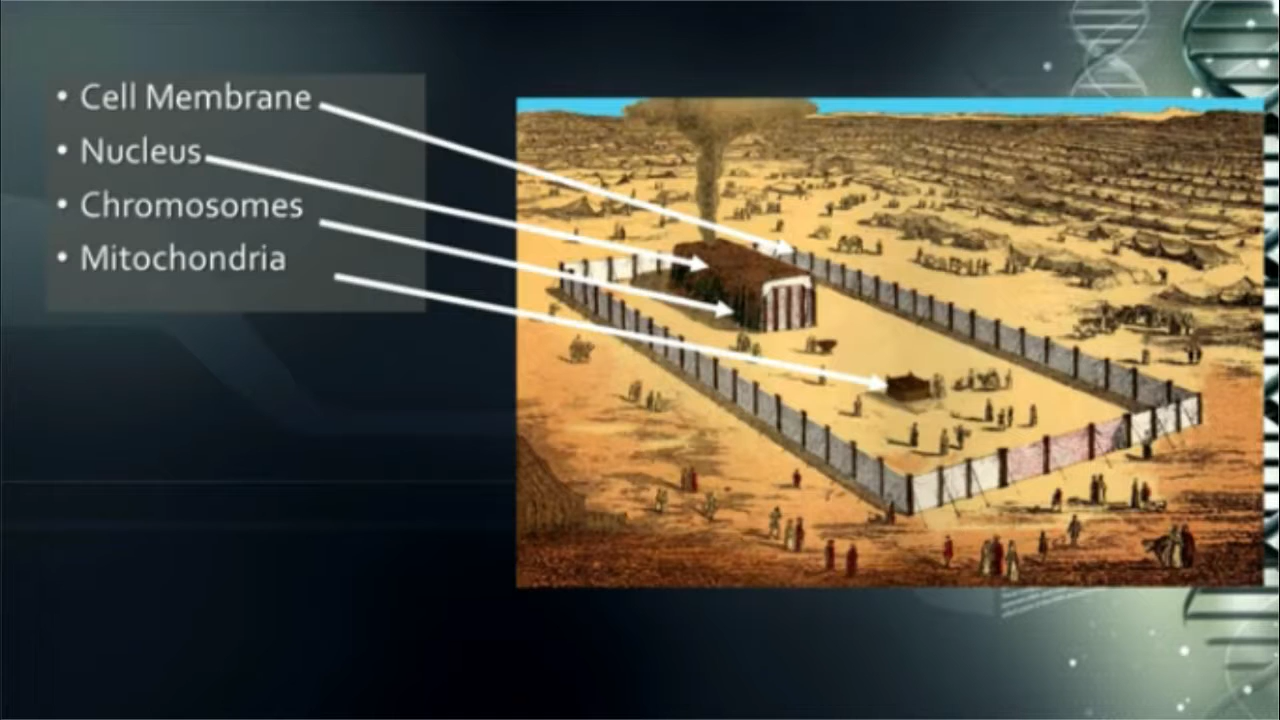 • Cell Membrane
• Nucleus
• Chromosomes
• Mitochondria